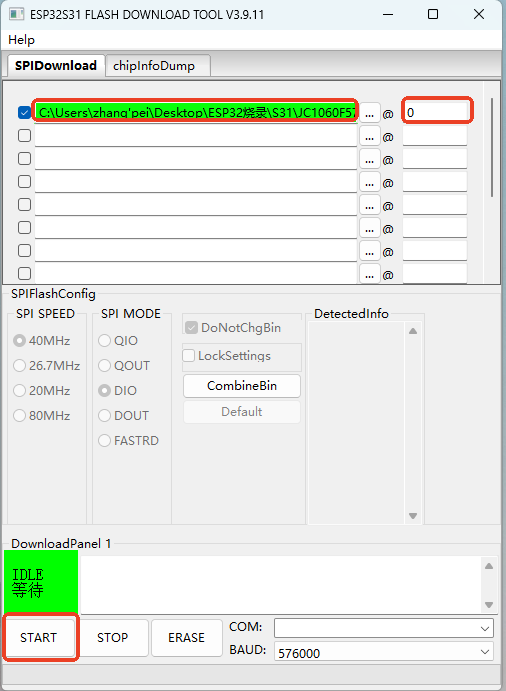 ESP32S31 FLASH DOWNLOAD TOOL V3.9.11
Help
SPIDownload chipInfoDump
C:\Users\zhang'pei\Desktop\ESP32烧录\S31\JC1060F57 ... @ 0
... @
... @
... @
... @
... @
... @
... @
SPIFlashConfig
SPI SPEED SPI MODE DetectedInfo
40MHz QIO DoNotChgBin
26.7MHz QOUT LockSettings
20MHz DIO CombineBin
80MHz DOUT Default
FASTRD
DownloadPanel 1
IDLE
等待
START STOP ERASE COM:
BAUD: 576000